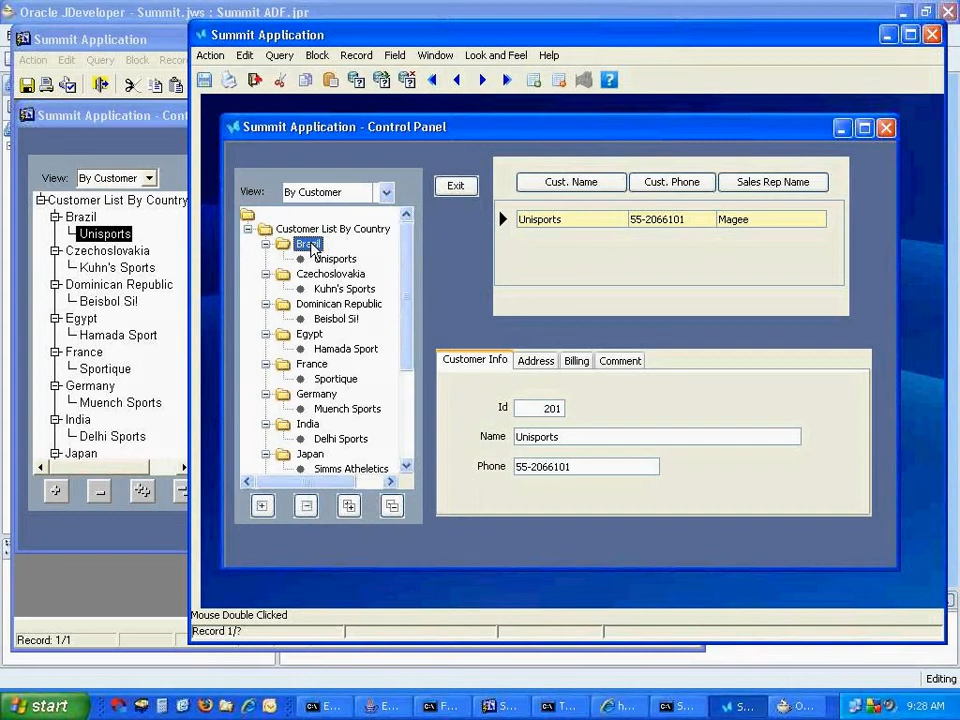 Oracle JDeveloper - Summit.jws : Summit ADF.jpr
Summit Application
Action Edit Query Block Recor
Summit Application - Cont
View: By Customer
Customer List By Country
Brazil
Unisports
Czechoslovakia
Kuhn's Sports
Dominican Republic
Beisbol Si!
Egypt
Hamada Sport
France
Sportique
Germany
Muench Sports
India
Delhi Sports
Japan
Record: 1/1
Summit Application
Action Edit Query Block Record Field Window Look and Feel Help
Summit Application - Control Panel
View: By Customer
Exit
Cust. Name Cust. Phone Sales Rep Name
Unisports 55-2066101 Magee
Customer List By Country
Brazil
Unisports
Czechoslovakia
Kuhn's Sports
Dominican Republic
Beisbol Si!
Egypt
Hamada Sport
France
Sportique
Germany
Muench Sports
India
Delhi Sports
Japan
Simms Atheletics
Customer Info Address Billing Comment
Id 201
Name Unisports
Phone 55-2066101
Mouse Double Clicked
Record 1/?
Editing
start E... E... F... S... T... h... S... S... O... 9:28 AM